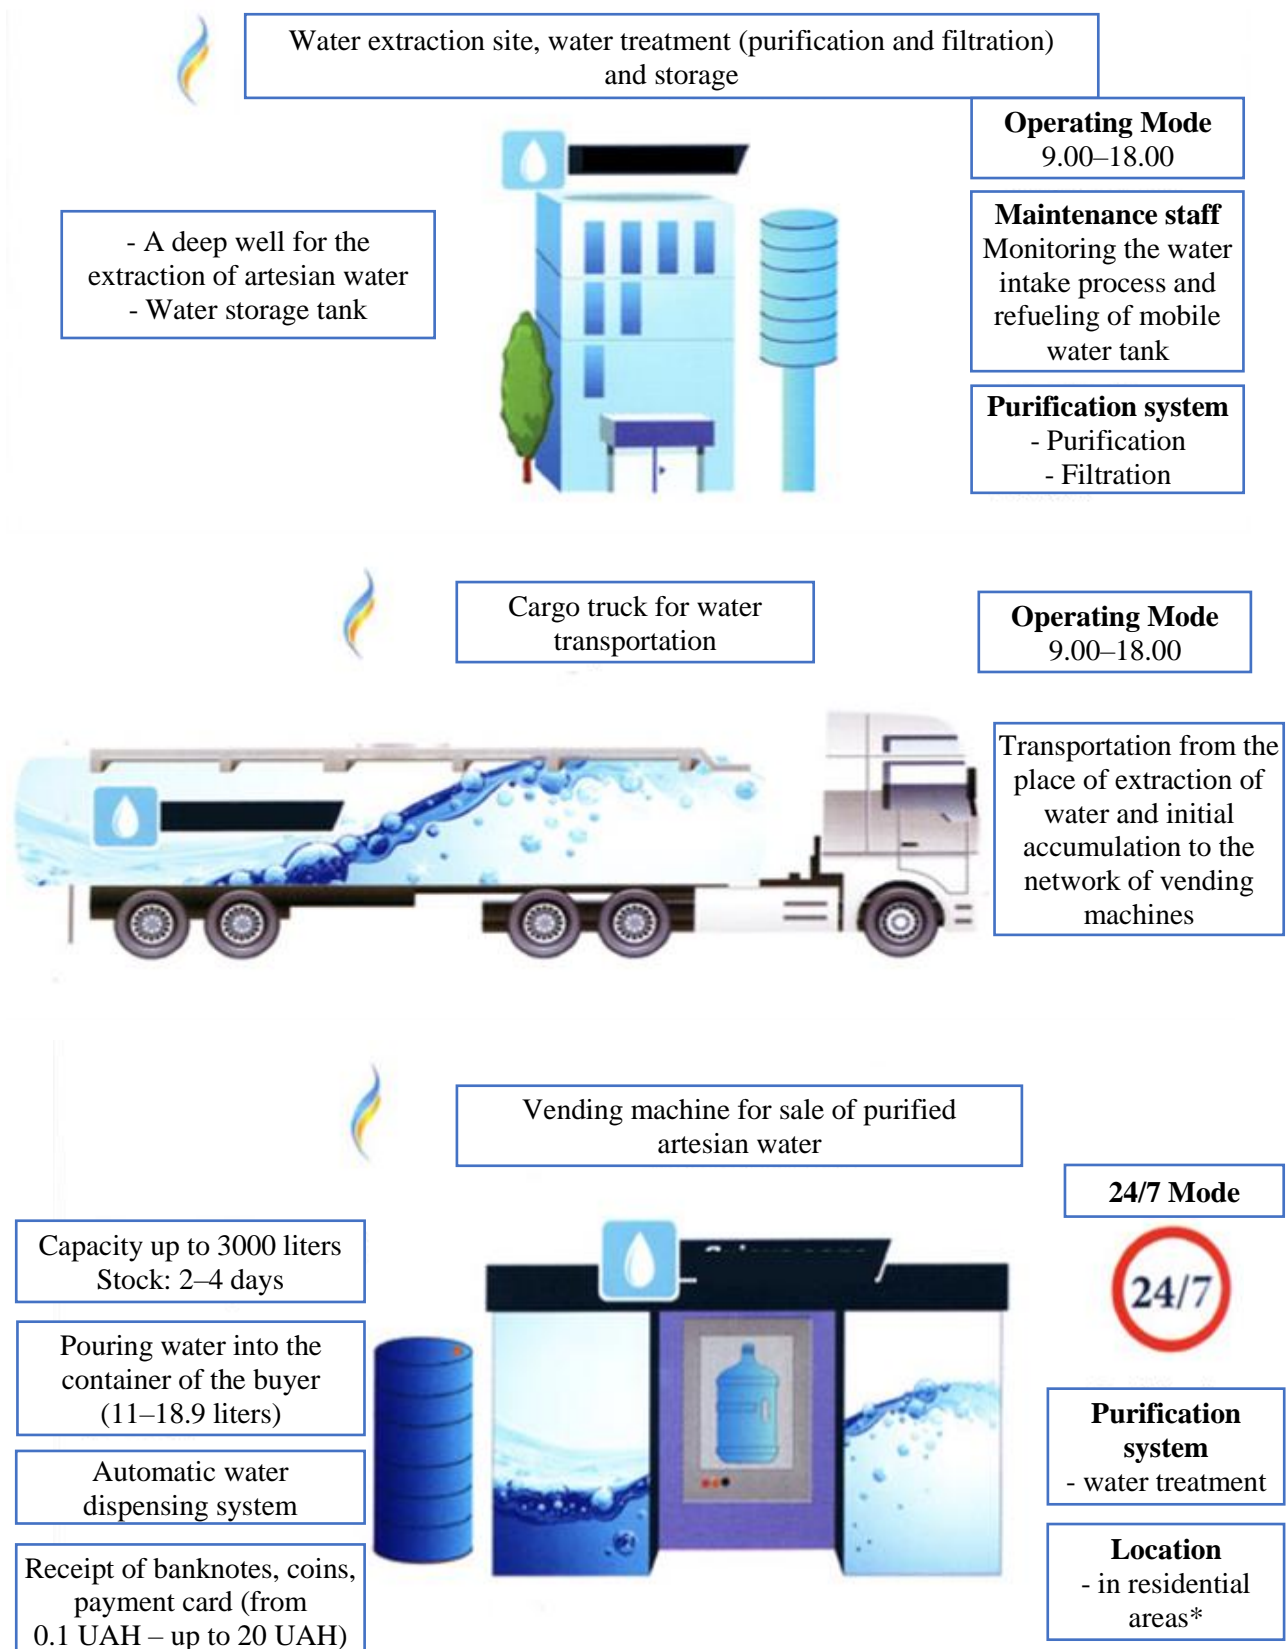 Water extraction site, water treatment (purification and filtration)
and storage
Operating Mode
9.00–18.00
- A deep well for the
extraction of artesian water
- Water storage tank
Maintenance staff
Monitoring the water
intake process and
refueling of mobile
water tank
Purification system
- Purification
- Filtration
Cargo truck for water
transportation
Operating Mode
9.00–18.00
Transportation from the
place of extraction of
water and initial
accumulation to the
network of vending
machines
Vending machine for sale of purified
artesian water
24/7 Mode
24/7
Capacity up to 3000 liters
Stock: 2–4 days
Pouring water into the
container of the buyer
(11–18.9 liters)
Automatic water
dispensing system
Receipt of banknotes, coins,
payment card (from
0.1 UAH – up to 20 UAH)
Purification
system
- water treatment
Location
- in residential
areas*